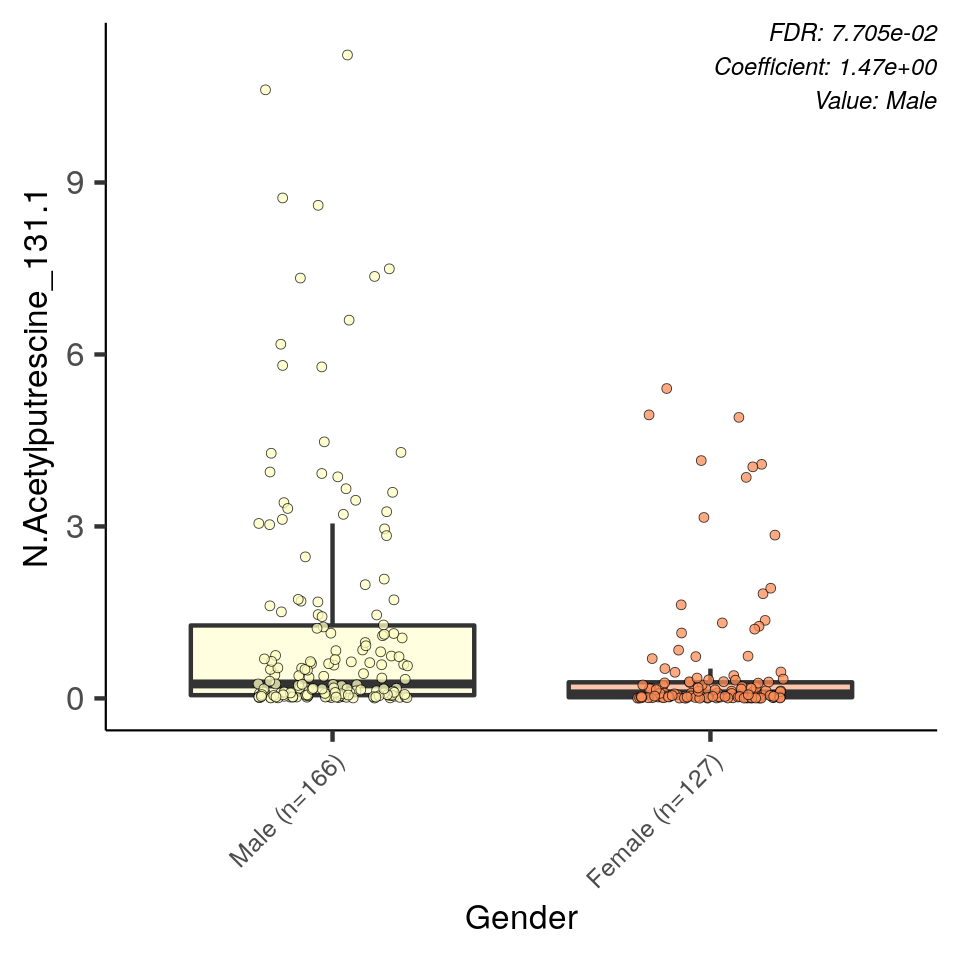 FDR: 7.705e-02
Coefficient: 1.47e+00
Value: Male
N.Acetylputrescine_131.1
9
6
3
0
Male (n=166)
Female (n=127)
Gender